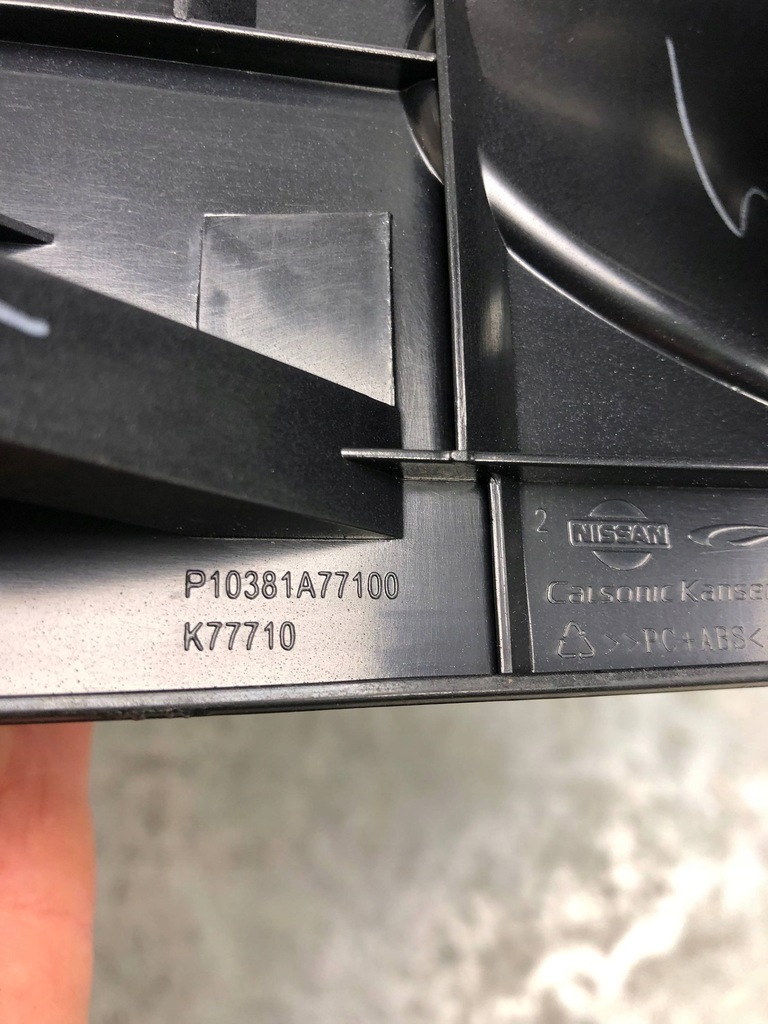 2 NISSAN
Calsonic Kansei
>>PC+ABS<
P10381A77100
K77710